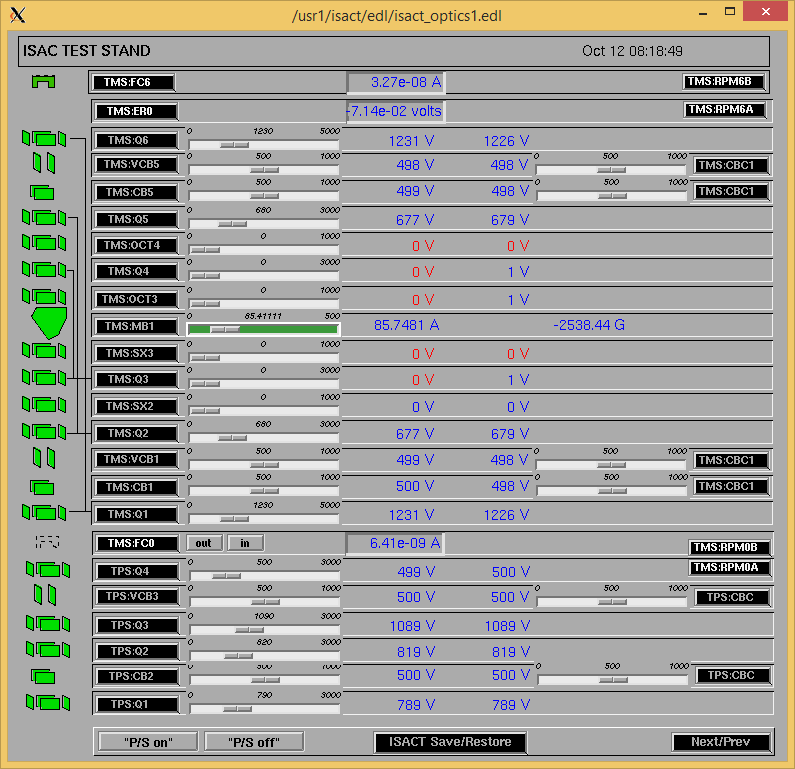 /usr1/isact/edl/isact_optics1.edl
ISAC TEST STAND Oct 12 08:18:49
TMS:FC6 3.27e-08 A TMS:RPM6B
TMS:ER0 -7.14e-02 volts TMS:RPM6A
TMS:Q6 0 1230 5000 1231 V 1226 V
TMS:VCB5 0 500 1000 498 V 498 V 0 500 1000 TMS:CBC1
TMS:CB5 0 500 1000 499 V 498 V 0 500 1000 TMS:CBC1
TMS:Q5 0 680 3000 677 V 679 V
TMS:OCT4 0 0 1000 0 V 0 V
TMS:Q4 0 0 3000 0 V 1 V
TMS:OCT3 0 0 1000 0 V 1 V
TMS:MB1 0 85.41111 500 85.7481 A -2538.44 G
TMS:SX3 0 0 1000 0 V 0 V
TMS:Q3 0 0 3000 0 V 1 V
TMS:SX2 0 0 1000 0 V 0 V
TMS:Q2 0 680 3000 677 V 679 V
TMS:VCB1 0 500 1000 499 V 498 V 0 500 1000 TMS:CBC1
TMS:CB1 0 500 1000 500 V 498 V 0 500 1000 TMS:CBC1
TMS:Q1 0 1230 5000 1231 V 1226 V
TMS:FC0 out in 6.41e-09 A TMS:RPM0B
TPS:Q4 0 500 3000 499 V 500 V TMS:RPM0A
TPS:VCB3 0 500 1000 500 V 500 V 0 500 1000 TPS:CBC
TPS:Q3 0 1090 3000 1089 V 1089 V
TPS:Q2 0 820 3000 819 V 819 V
TPS:CB2 0 500 1000 500 V 500 V 0 500 1000 TPS:CBC
TPS:Q1 0 790 3000 789 V 789 V
"P/S on" "P/S off" ISACT Save/Restore Next/Prev